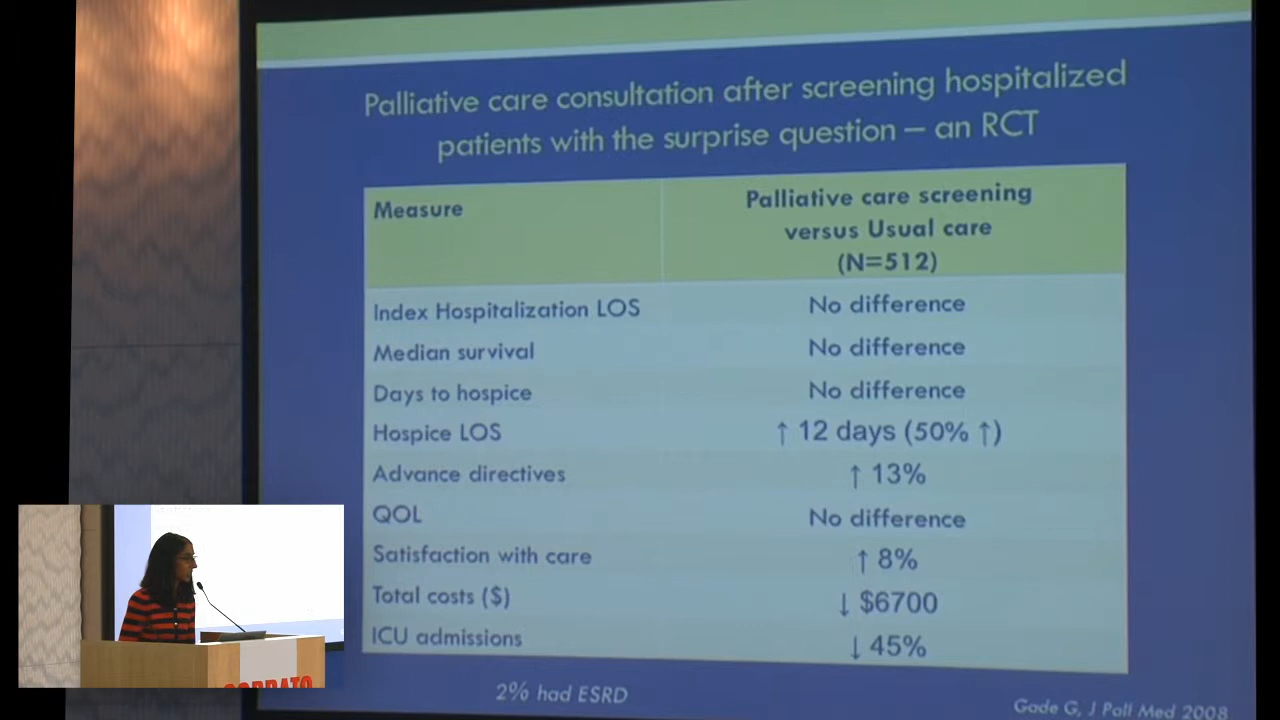 Palliative care consultation after screening hospitalized
patients with the surprise question – an RCT
Measure
Palliative care screening
versus Usual care
(N=512)
Index Hospitalization LOS No difference
Median survival No difference
Days to hospice No difference
Hospice LOS ↑ 12 days (50% ↑)
Advance directives ↑ 13%
QOL No difference
Satisfaction with care ↑ 8%
Total costs ($) ↓ $6700
ICU admissions ↓ 45%
2% had ESRD
Gade G, J Pall Med 2008